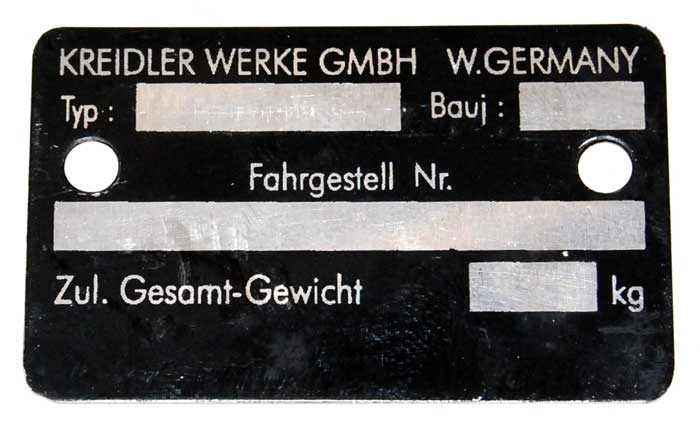 KREIDLER WERKE GMBH W.GERMANY
Typ : Bauj :
Fahrgestell Nr.
Zul. Gesamt-Gewicht kg